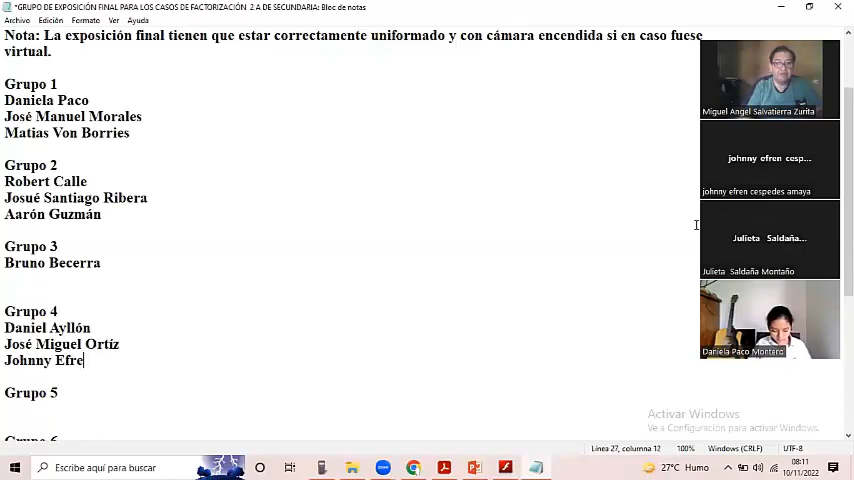 *GRUPO DE EXPOSICIÓN FINAL PARA LOS CASOS DE FACTORIZACIÓN 2 A DE SECUNDARIA: Bloc de notas
Archivo Edición Formato Ver Ayuda
Nota: La exposición final tienen que estar correctamente uniformado y con cámara encendida si en caso fuese
virtual.
Grupo 1
Daniela Paco
José Manuel Morales
Matias Von Borries
Grupo 2
Robert Calle
Josué Santiago Ribera
Aarón Guzmán
Grupo 3
Bruno Becerra
Grupo 4
Daniel Ayllón
José Miguel Ortíz
Johnny Efre
Grupo 5
Grupo 6
Miguel Angel Salvatierra Zurita
johnny efren cesp...
johnny efren cespedes amaya
Julieta Saldaña...
Julieta Saldaña Montaño
Daniela Paco Montero
Activar Windows
Ve a Configuración para activar Windows.
Línea 27, columna 12 100% Windows (CRLF) UTF-8
Escribe aquí para buscar
27°C Humo
08:11
10/11/2022